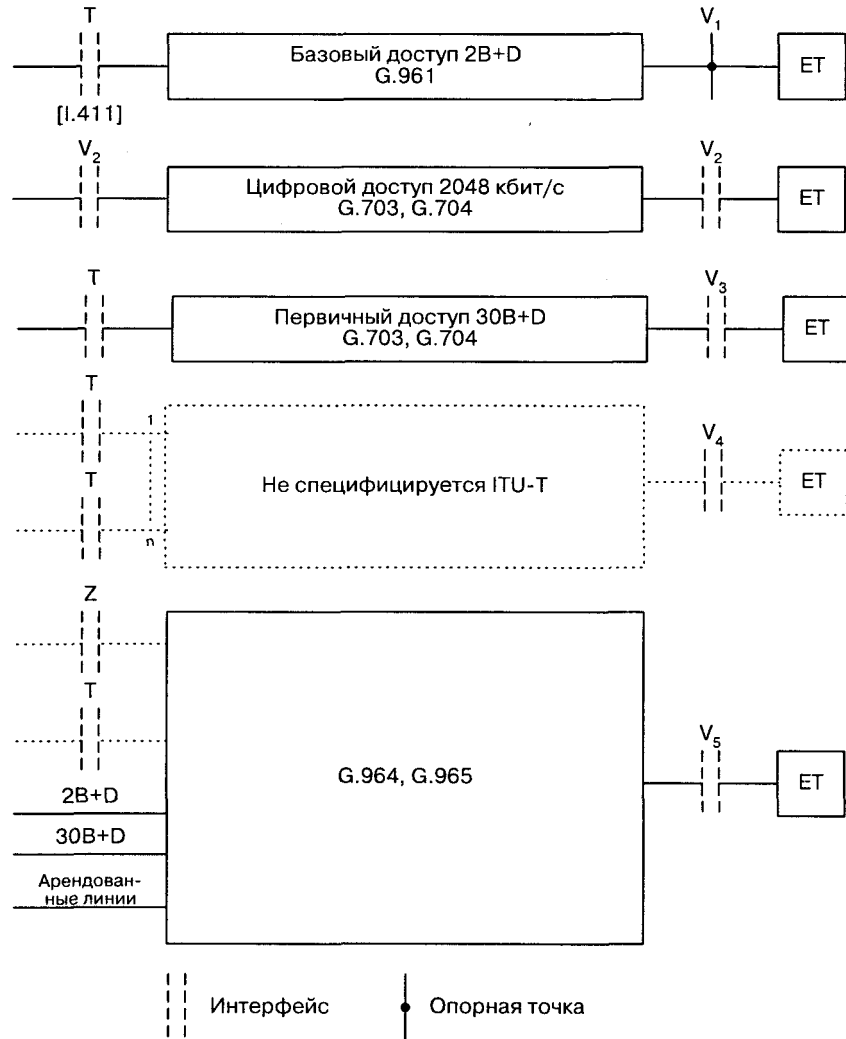 T
V₁
Базовый доступ 2B+D
G.961
ET
[I.411]
V₂
V₂
Цифровой доступ 2048 кбит/с
G.703, G.704
ET
T
V₃
Первичный доступ 30B+D
G.703, G.704
ET
T
1
V₄
T
Не специфицируется ITU-T
ET
n
Z
T
V₅
G.964, G.965
ET
2B+D
30B+D
Арендован-
ные линии
Интерфейс
Опорная точка